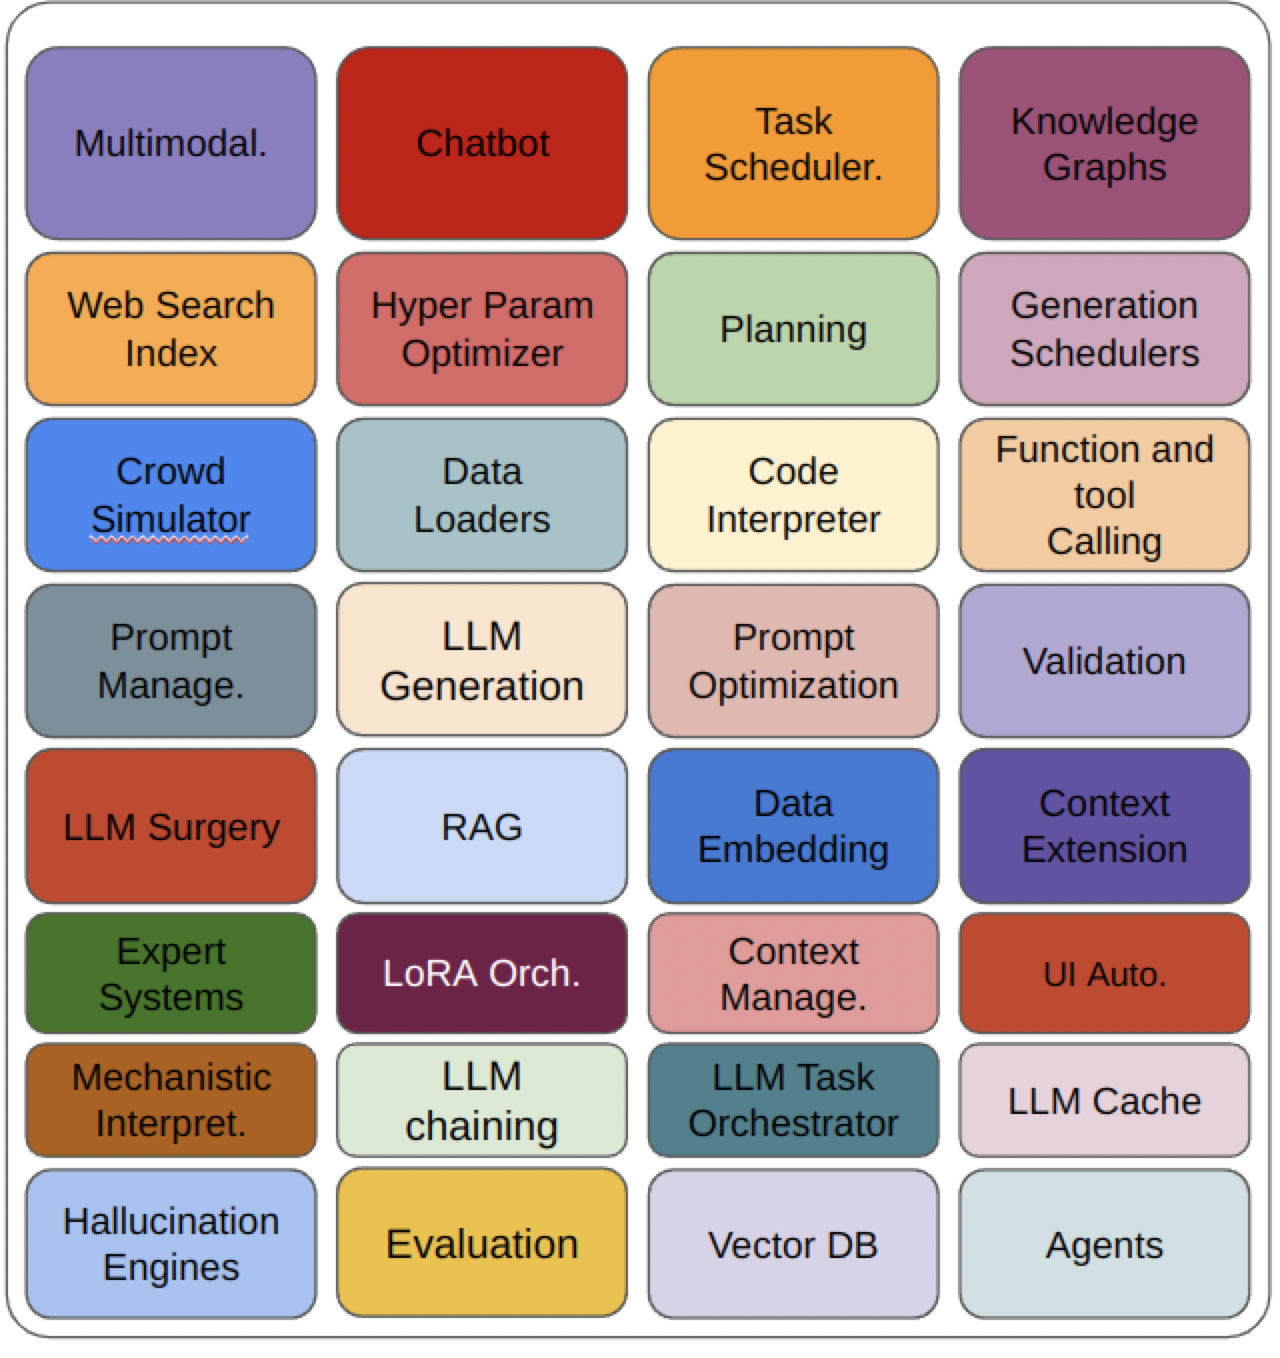 Multimodal.
Chatbot
Task
Scheduler.
Knowledge
Graphs
Web Search
Index
Hyper Param
Optimizer
Planning
Generation
Schedulers
Crowd
Simulator
Data
Loaders
Code
Interpreter
Function and
tool
Calling
Prompt
Manage.
LLM
Generation
Prompt
Optimization
Validation
LLM Surgery
RAG
Data
Embedding
Context
Extension
Expert
Systems
LoRA Orch.
Context
Manage.
UI Auto.
Mechanistic
Interpret.
LLM
chaining
LLM Task
Orchestrator
LLM Cache
Hallucination
Engines
Evaluation
Vector DB
Agents